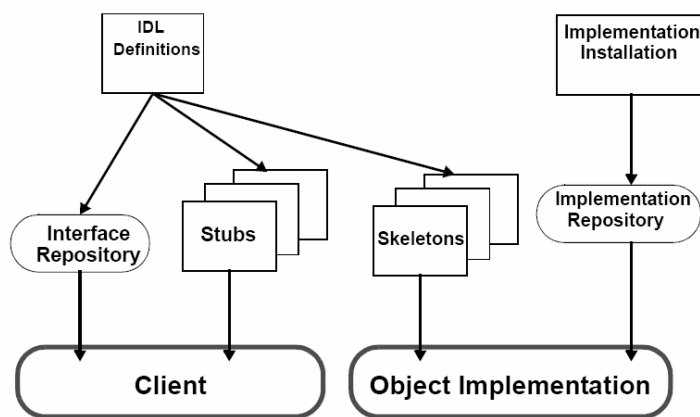 IDL
Definitions
Implementation
Installation
Interface
Repository
Stubs
Skeletons
Implementation
Repository
Client
Object Implementation